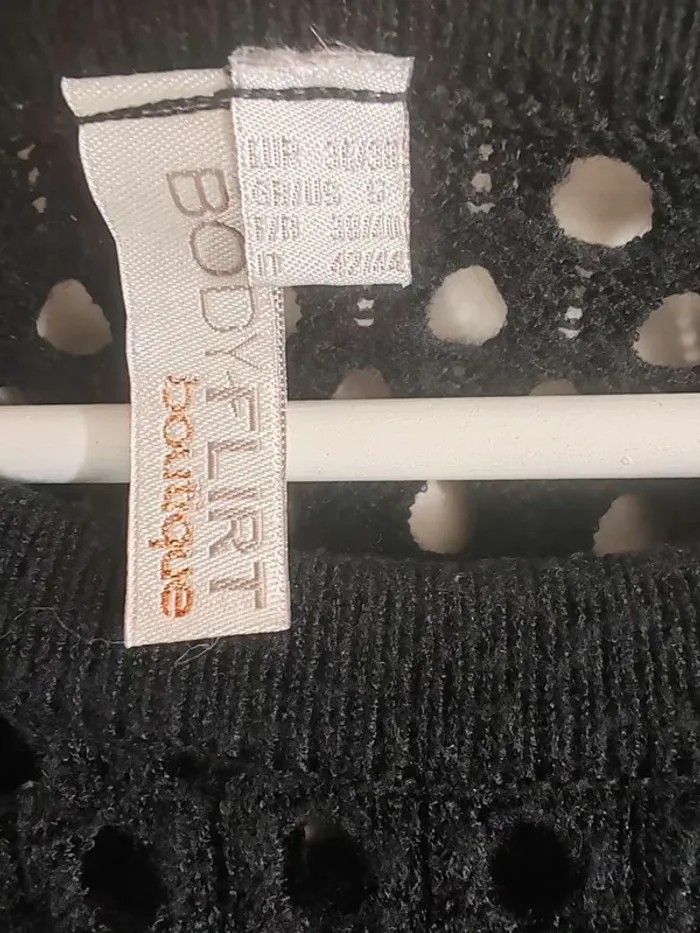 BODYFLIRT
boutique
EUR 36/38
GB/US S
F/B 38/40
IT 42/44